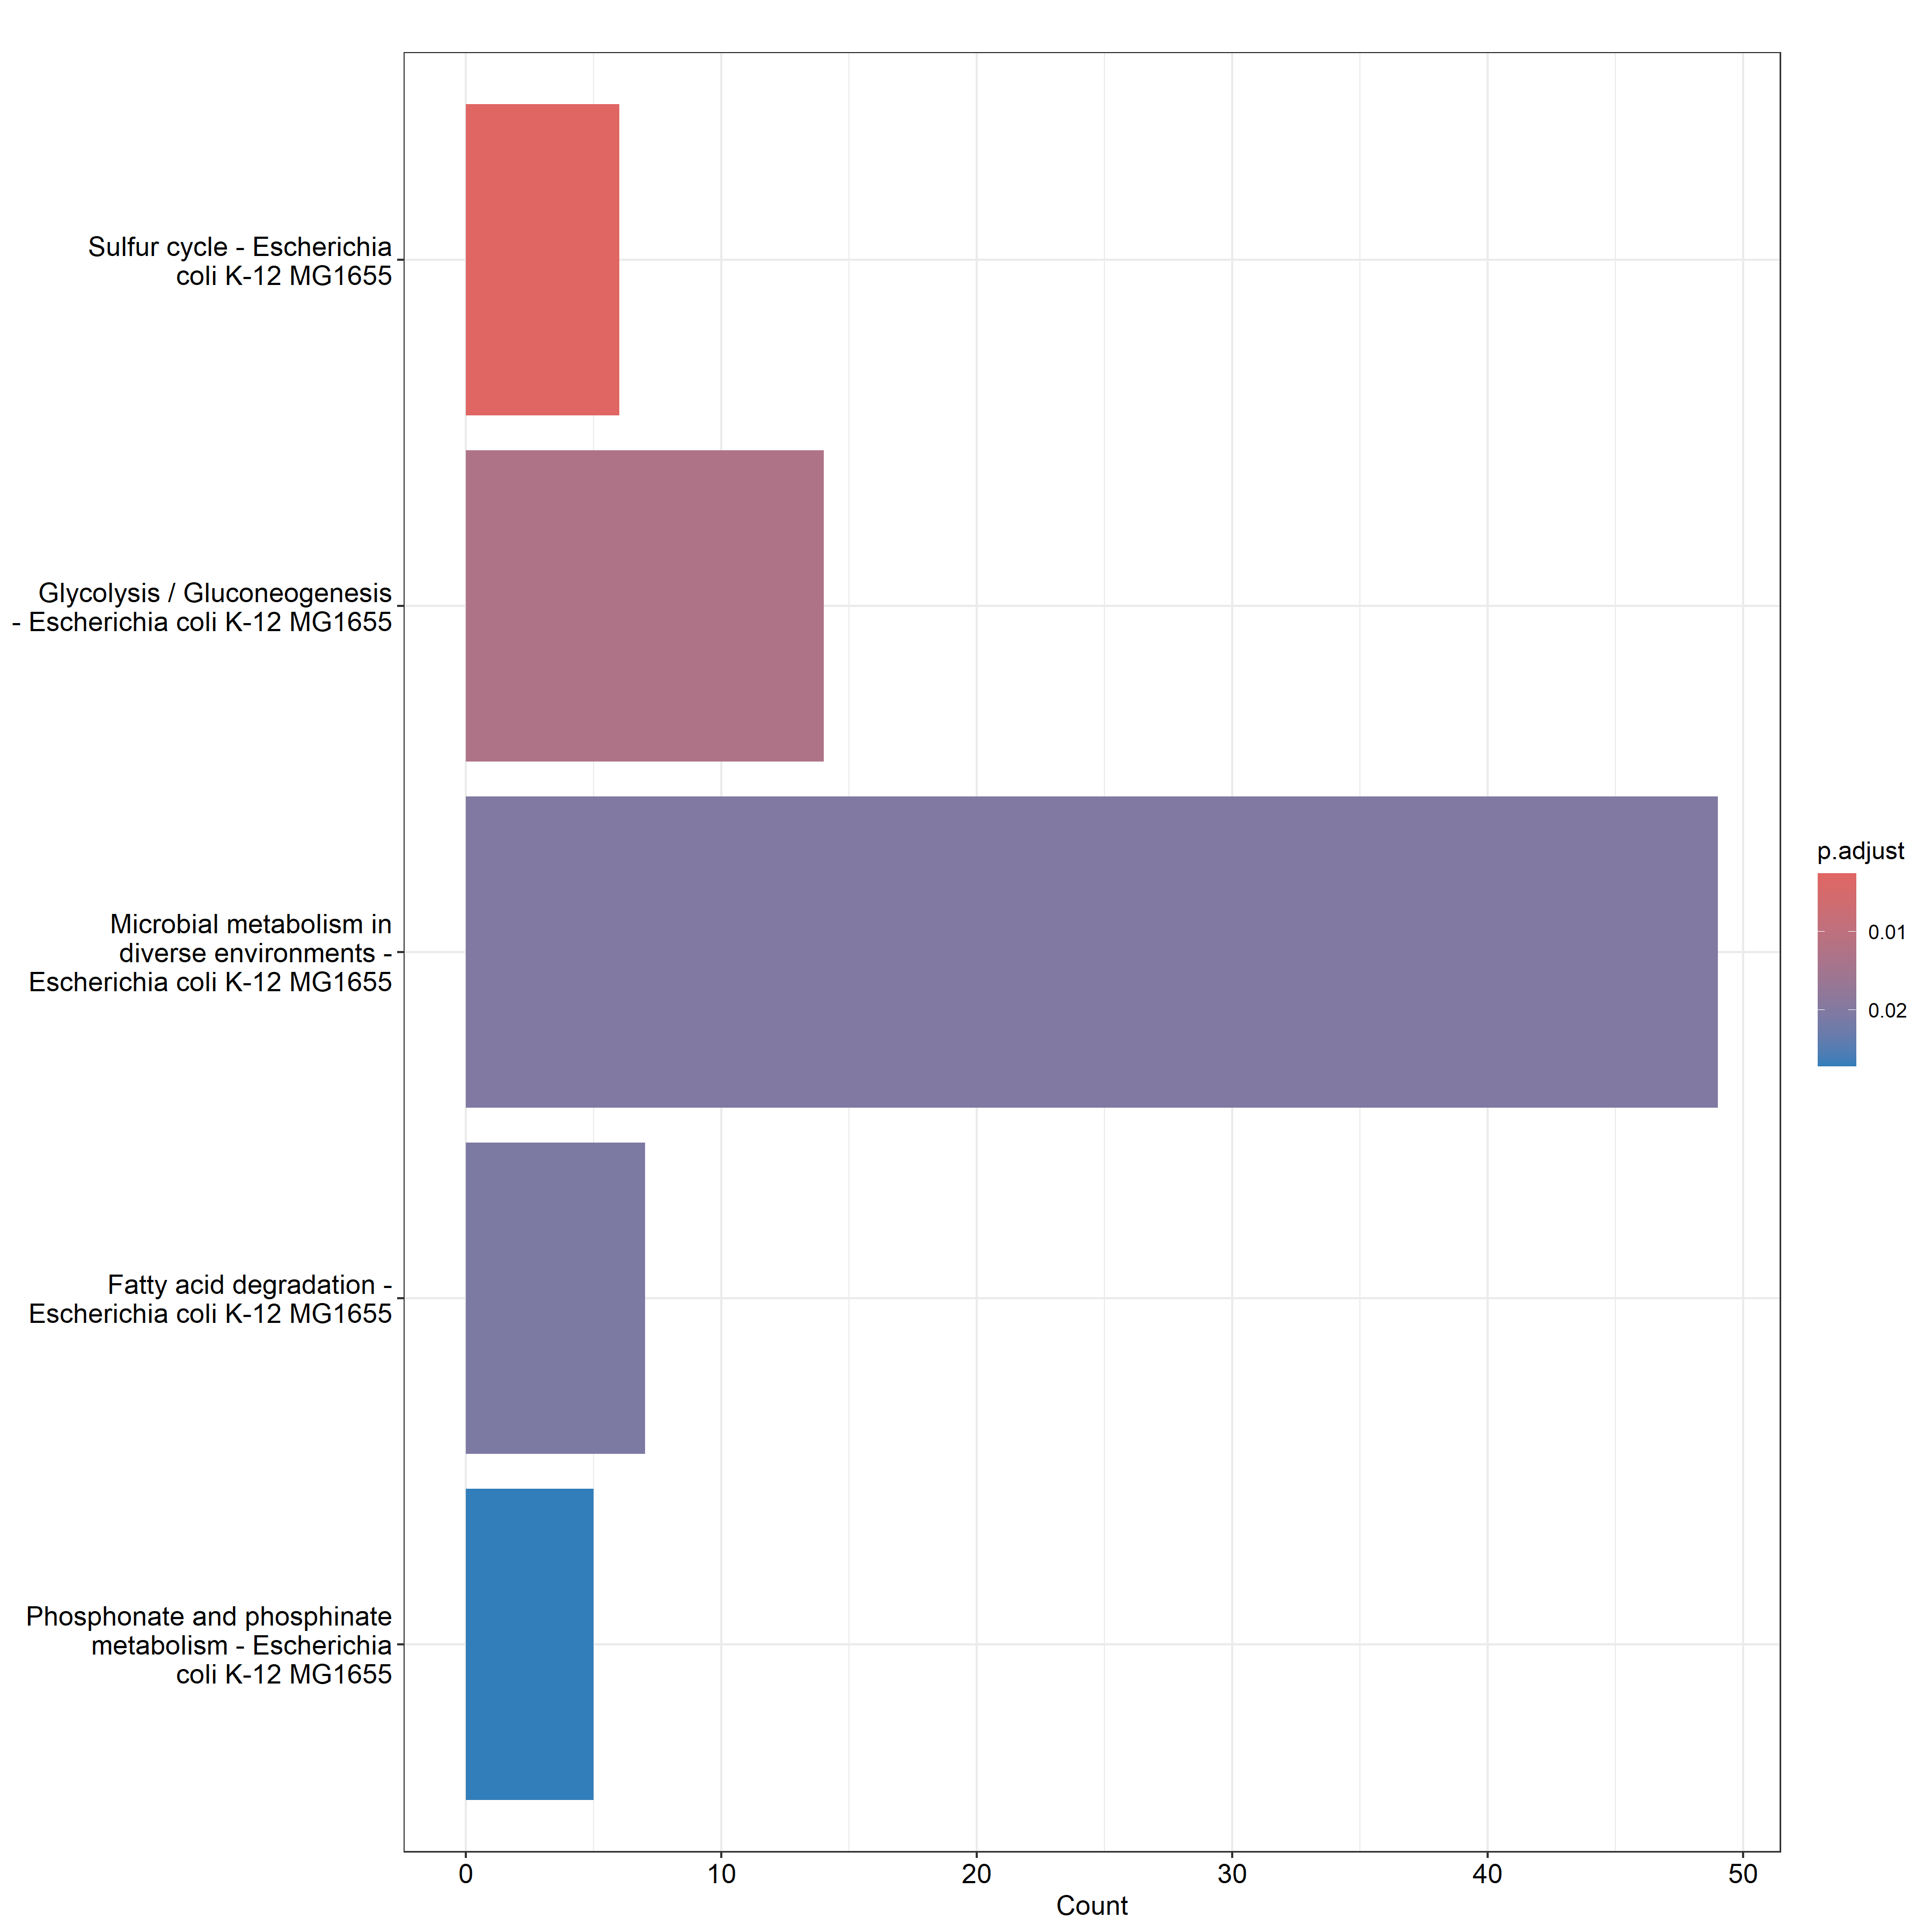 Sulfur cycle - Escherichia
coli K-12 MG1655
Glycolysis / Gluconeogenesis
- Escherichia coli K-12 MG1655
Microbial metabolism in
diverse environments -
Escherichia coli K-12 MG1655
Fatty acid degradation -
Escherichia coli K-12 MG1655
Phosphonate and phosphinate
metabolism - Escherichia
coli K-12 MG1655
0 10 20 30 40 50
Count
p.adjust
0.01
0.02